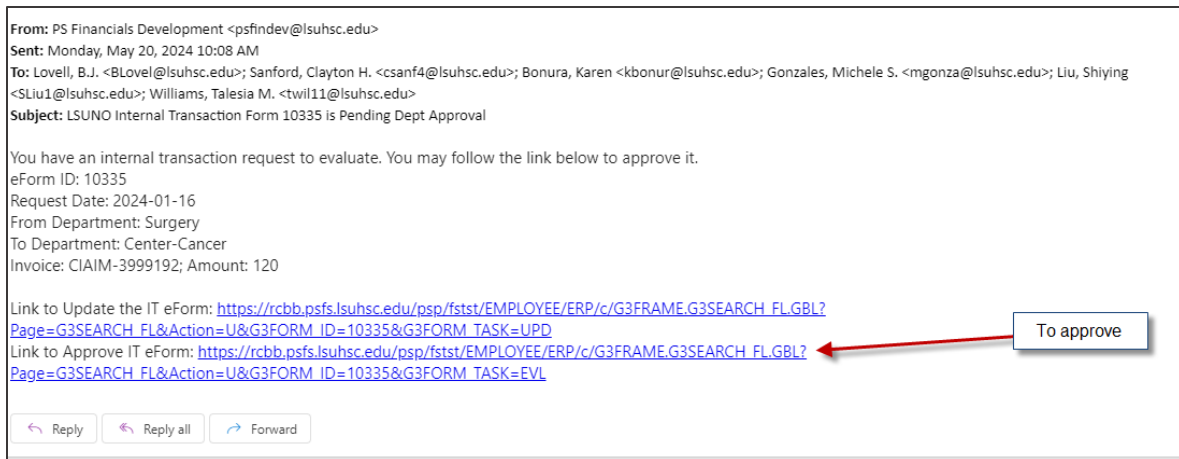 From: PS Financials Development <psfindev@lsuhsc.edu>
Sent: Monday, May 20, 2024 10:08 AM
To: Lovell, B.J. <BLovel@lsuhsc.edu>; Sanford, Clayton H. <csanf4@lsuhsc.edu>; Bonura, Karen <kbonur@lsuhsc.edu>; Gonzales, Michele S. <mgonza@lsuhsc.edu>; Liu, Shiying
<SLiu1@lsuhsc.edu>; Williams, Talesia M. <twil11@lsuhsc.edu>
Subject: LSUNO Internal Transaction Form 10335 is Pending Dept Approval
You have an internal transaction request to evaluate. You may follow the link below to approve it.
eForm ID: 10335
Request Date: 2024-01-16
From Department: Surgery
To Department: Center-Cancer
Invoice: CIAIM-3999192; Amount: 120
Link to Update the IT eForm: https://rcbb.psfs.lsuhsc.edu/psp/fstst/EMPLOYEE/ERP/c/G3FRAME.G3SEARCH_FL.GBL?
Page=G3SEARCH_FL&Action=U&G3FORM_ID=10335&G3FORM_TASK=UPD
Link to Approve IT eForm: https://rcbb.psfs.lsuhsc.edu/psp/fstst/EMPLOYEE/ERP/c/G3FRAME.G3SEARCH_FL.GBL?
Page=G3SEARCH_FL&Action=U&G3FORM_ID=10335&G3FORM_TASK=EVL
To approve
Reply Reply all Forward